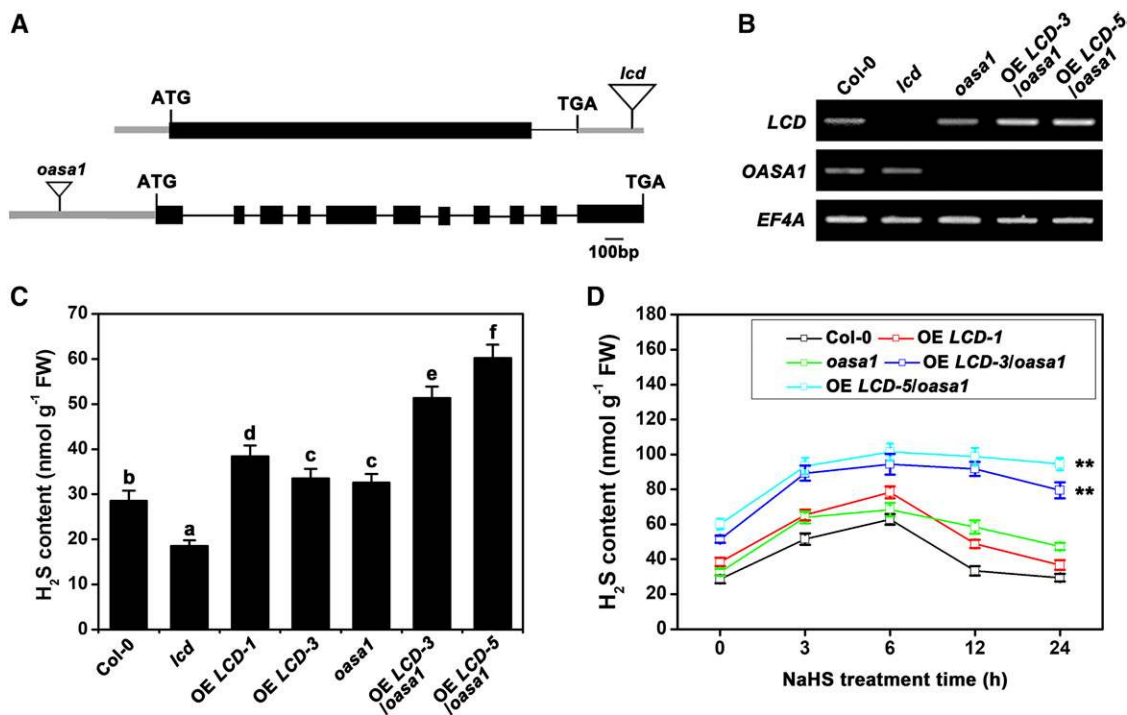 A
lcd
ATG
TGA
oasa1
ATG
TGA
100bp
B
Col-0
lcd
oasa1
OE LCD-3
/oasa1
OE LCD-5
/oasa1
LCD
OASA1
EF4A
C
H₂S content (nmol g⁻¹ FW)
70
60
50
40
30
20
10
0
b
a
d
c
c
e
f
Col-0
lcd
OE LCD-1
OE LCD-3
oasa1
OE LCD-3
/oasa1
OE LCD-5
/oasa1
D
H₂S content (nmol g⁻¹ FW)
180
160
140
120
100
80
60
40
20
0
Col-0 OE LCD-1
oasa1 OE LCD-3/oasa1
OE LCD-5/oasa1
**
**
0 3 6 12 24
NaHS treatment time (h)